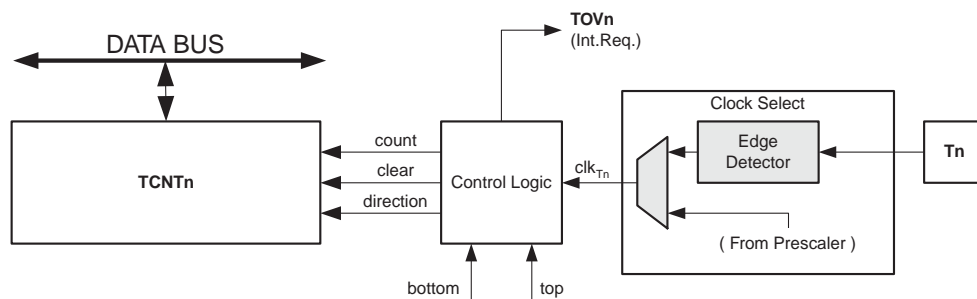 TOVn
(Int.Req.)
DATA BUS
Clock Select
TCNTn
count
clear
direction
Control Logic
clkTn
Edge
Detector
Tn
( From Prescaler )
bottom
top